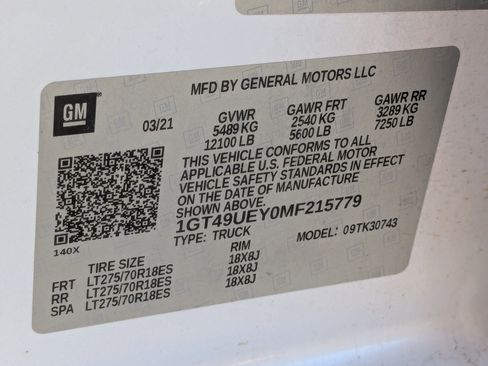 MFD BY GENERAL MOTORS LLC
GM
03/21
GVWR
5489 KG
12100 LB
GAWR FRT
2540 KG
5600 LB
GAWR RR
3289 KG
7250 LB
THIS VEHICLE CONFORMS TO ALL
APPLICABLE U.S. FEDERAL MOTOR
VEHICLE SAFETY STANDARDS IN EFFECT
ON THE DATE OF MANUFACTURE
SHOWN ABOVE.
1GT49UEY0MF215779
TYPE: TRUCK
MODEL: 09TK30743
140X
TIRE SIZE RIM
FRT LT275/70R18ES 18X8J
RR LT275/70R18ES 18X8J
SPA LT275/70R18ES 18X8J